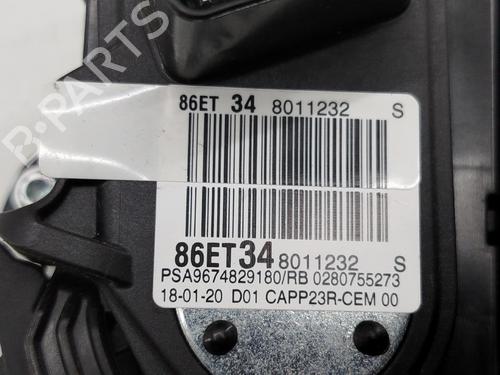 B-PARTS
86ET 34 8011232 S
86ET34 8011232 S
PSA9674829180/RB 0280755273
18-01-20 D01 CAPP23R-CEM 00